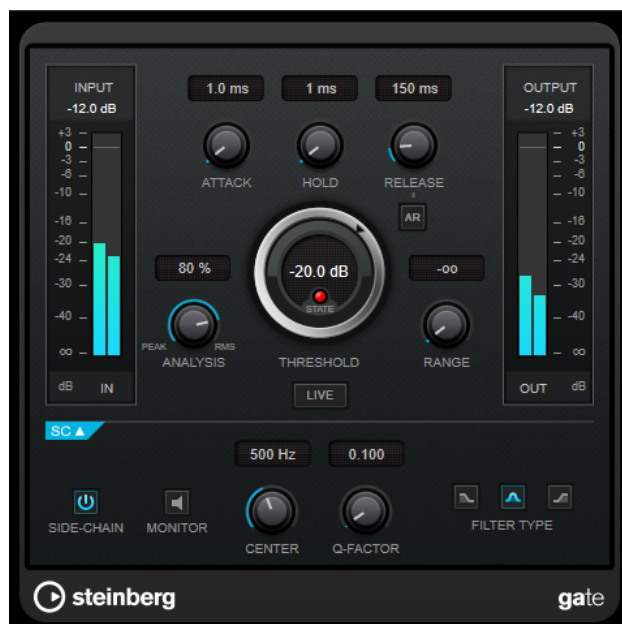 INPUT
-12.0 dB
1.0 ms
1 ms
150 ms
OUTPUT
-12.0 dB
+3
0
-3
-6
-10
-16
-20
-24
-30
-40
∞
dB
IN
ATTACK
HOLD
RELEASE
AR
80 %
-20.0 dB
STATE
-∞
PEAK
RMS
ANALYSIS
THRESHOLD
RANGE
LIVE
+3
0
-3
-6
-10
-16
-20
-24
-30
-40
∞
OUT
dB
SC
500 Hz
0.100
SIDE-CHAIN
MONITOR
CENTER
Q-FACTOR
FILTER TYPE
steinberg
gate